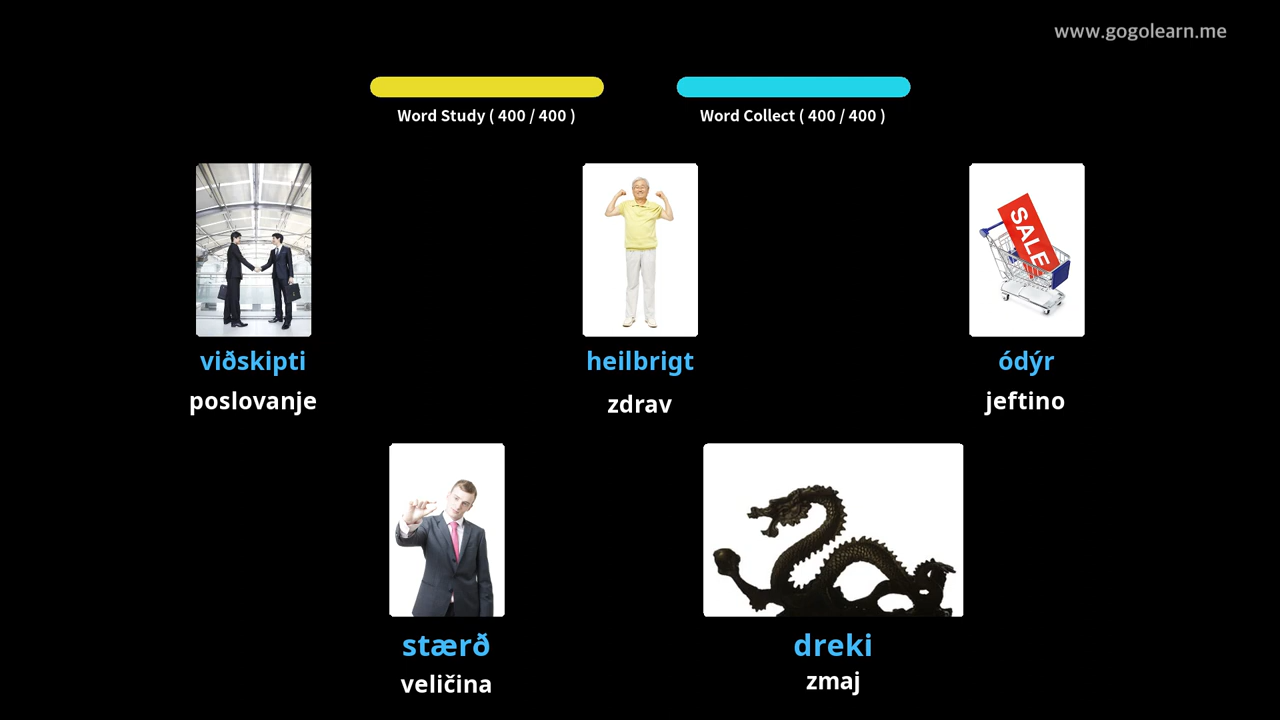 www.gogolearn.me
Word Study ( 400 / 400 )
Word Collect ( 400 / 400 )
SALE
viðskipti
poslovanje
heilbrigt
zdrav
ódýr
jeftino
stærð
veličina
dreki
zmaj